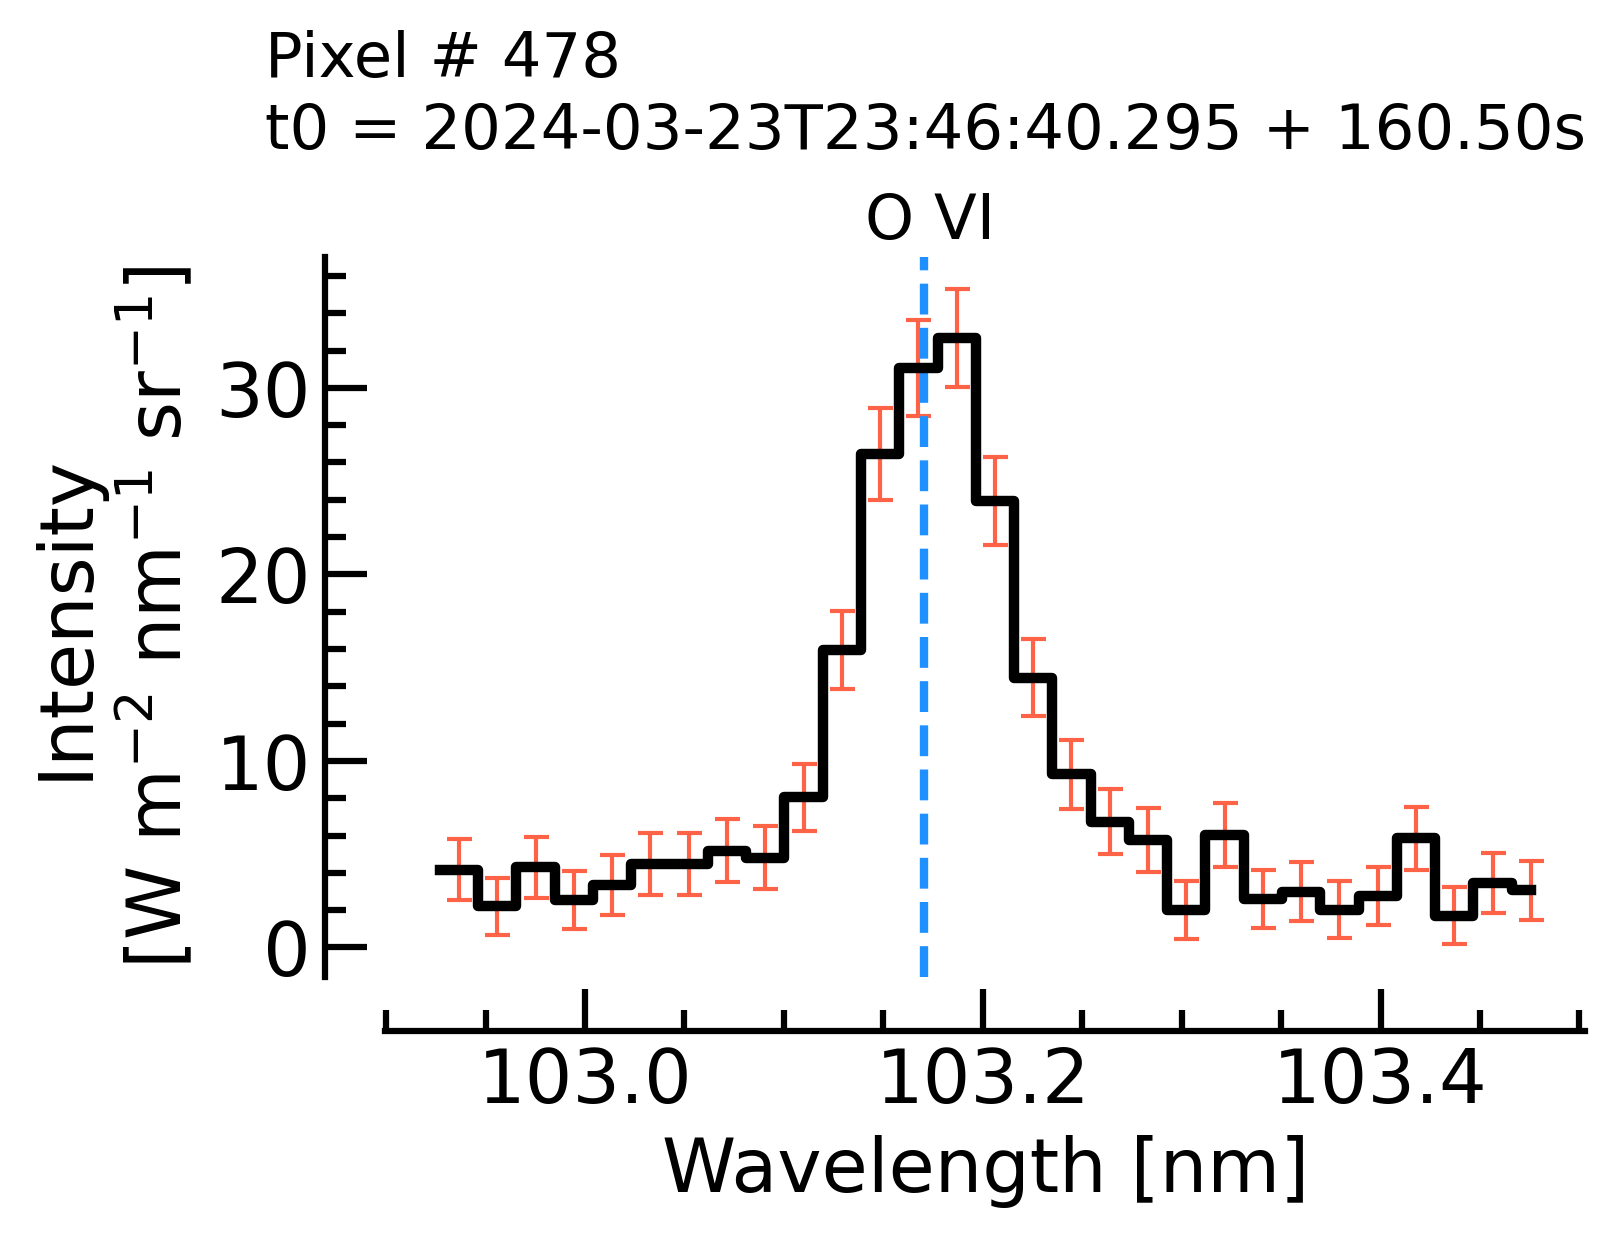 Pixel # 478
t0 = 2024-03-23T23:46:40.295 + 160.50s
O VI
Intensity
[W m⁻² nm⁻¹ sr⁻¹]
30
20
10
0
103.0 103.2 103.4
Wavelength [nm]